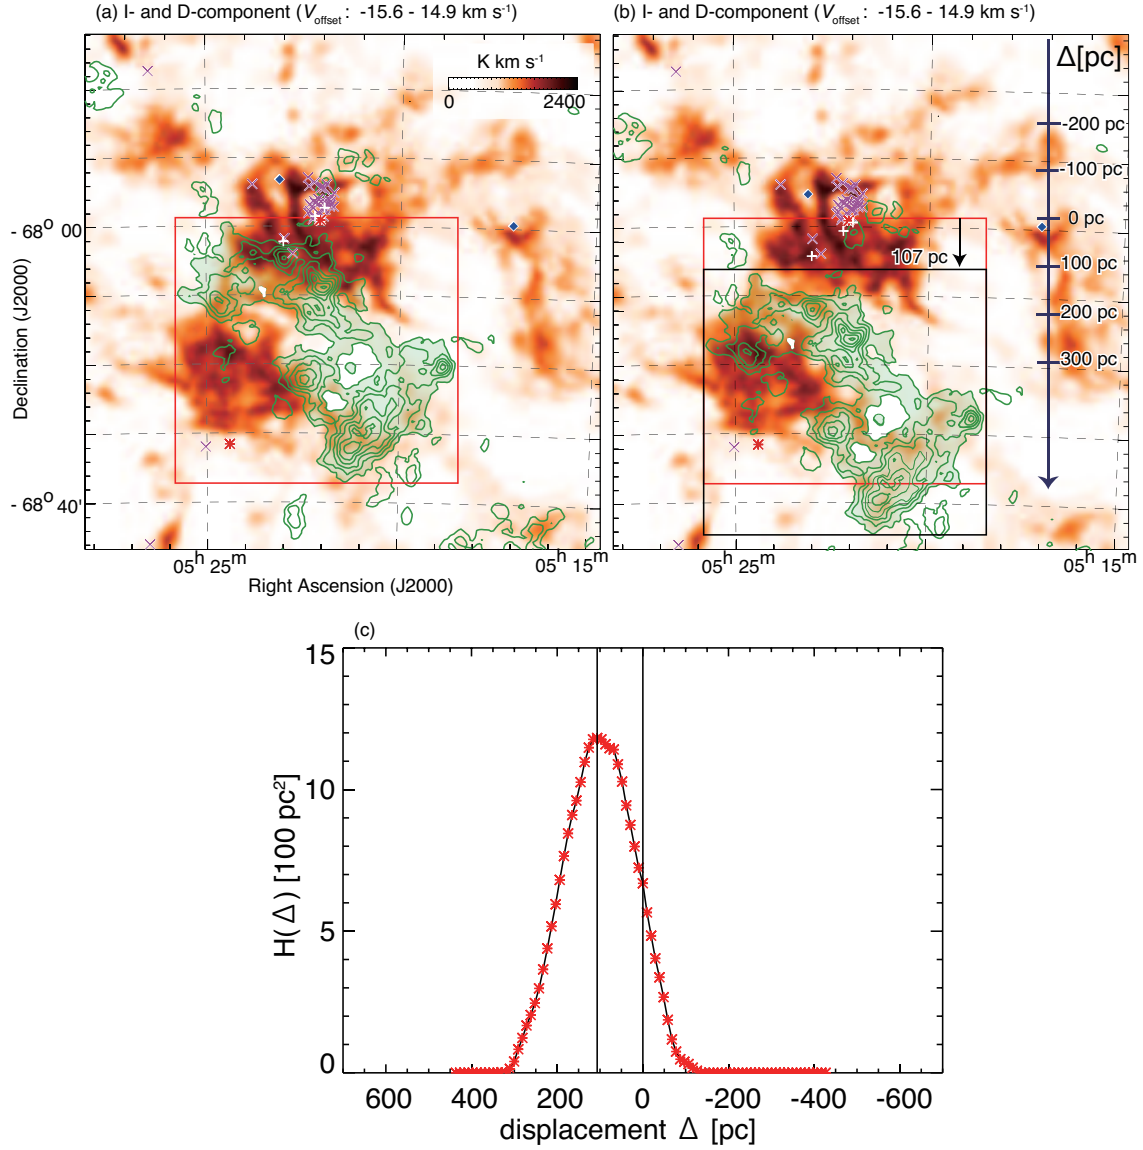 (a) I- and D-component (Voffset : -15.6 - 14.9 km s-1)
(b) I- and D-component (Voffset : -15.6 - 14.9 km s-1)
K km s-1
0 2400
Δ[pc]
-200 pc
-100 pc
0 pc
100 pc
200 pc
300 pc
107 pc
- 68o 00
- 68o 40'
Declination (J2000)
05h 25m
05h 15m
05h 25m
05h 15m
Right Ascension (J2000)
(c)
15
10
5
0
H(Δ) [100 pc2]
600 400 200 0 -200 -400 -600
displacement Δ [pc]